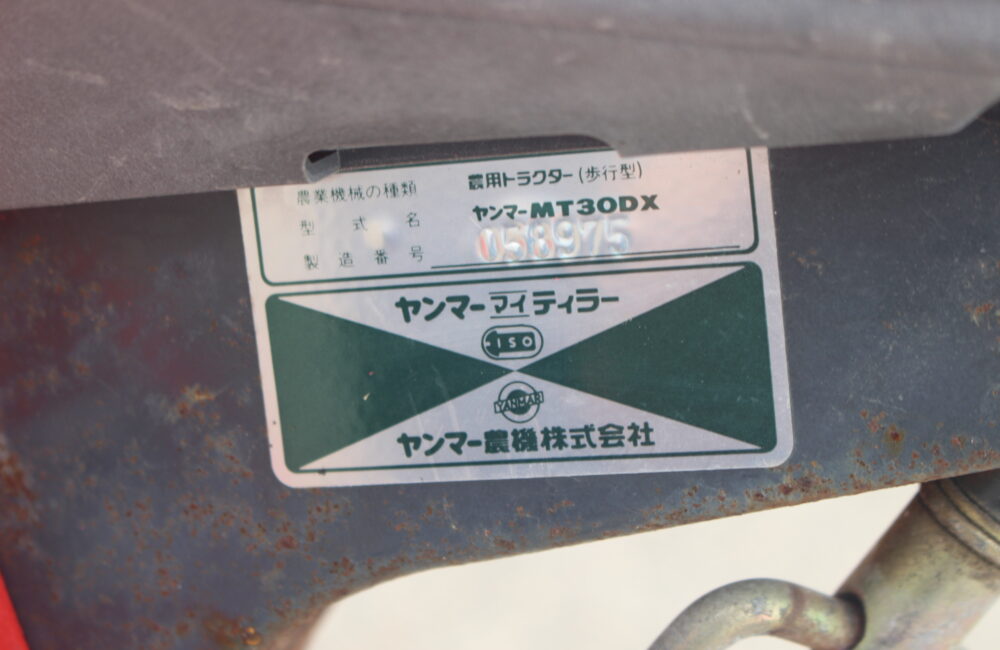 農業機械の種類 農用トラクター(歩行型)
型式名 ヤンマーMT30DX
製造番号 058975
ヤンマーマイティラー
ISO
YANMAR
ヤンマー農機株式会社